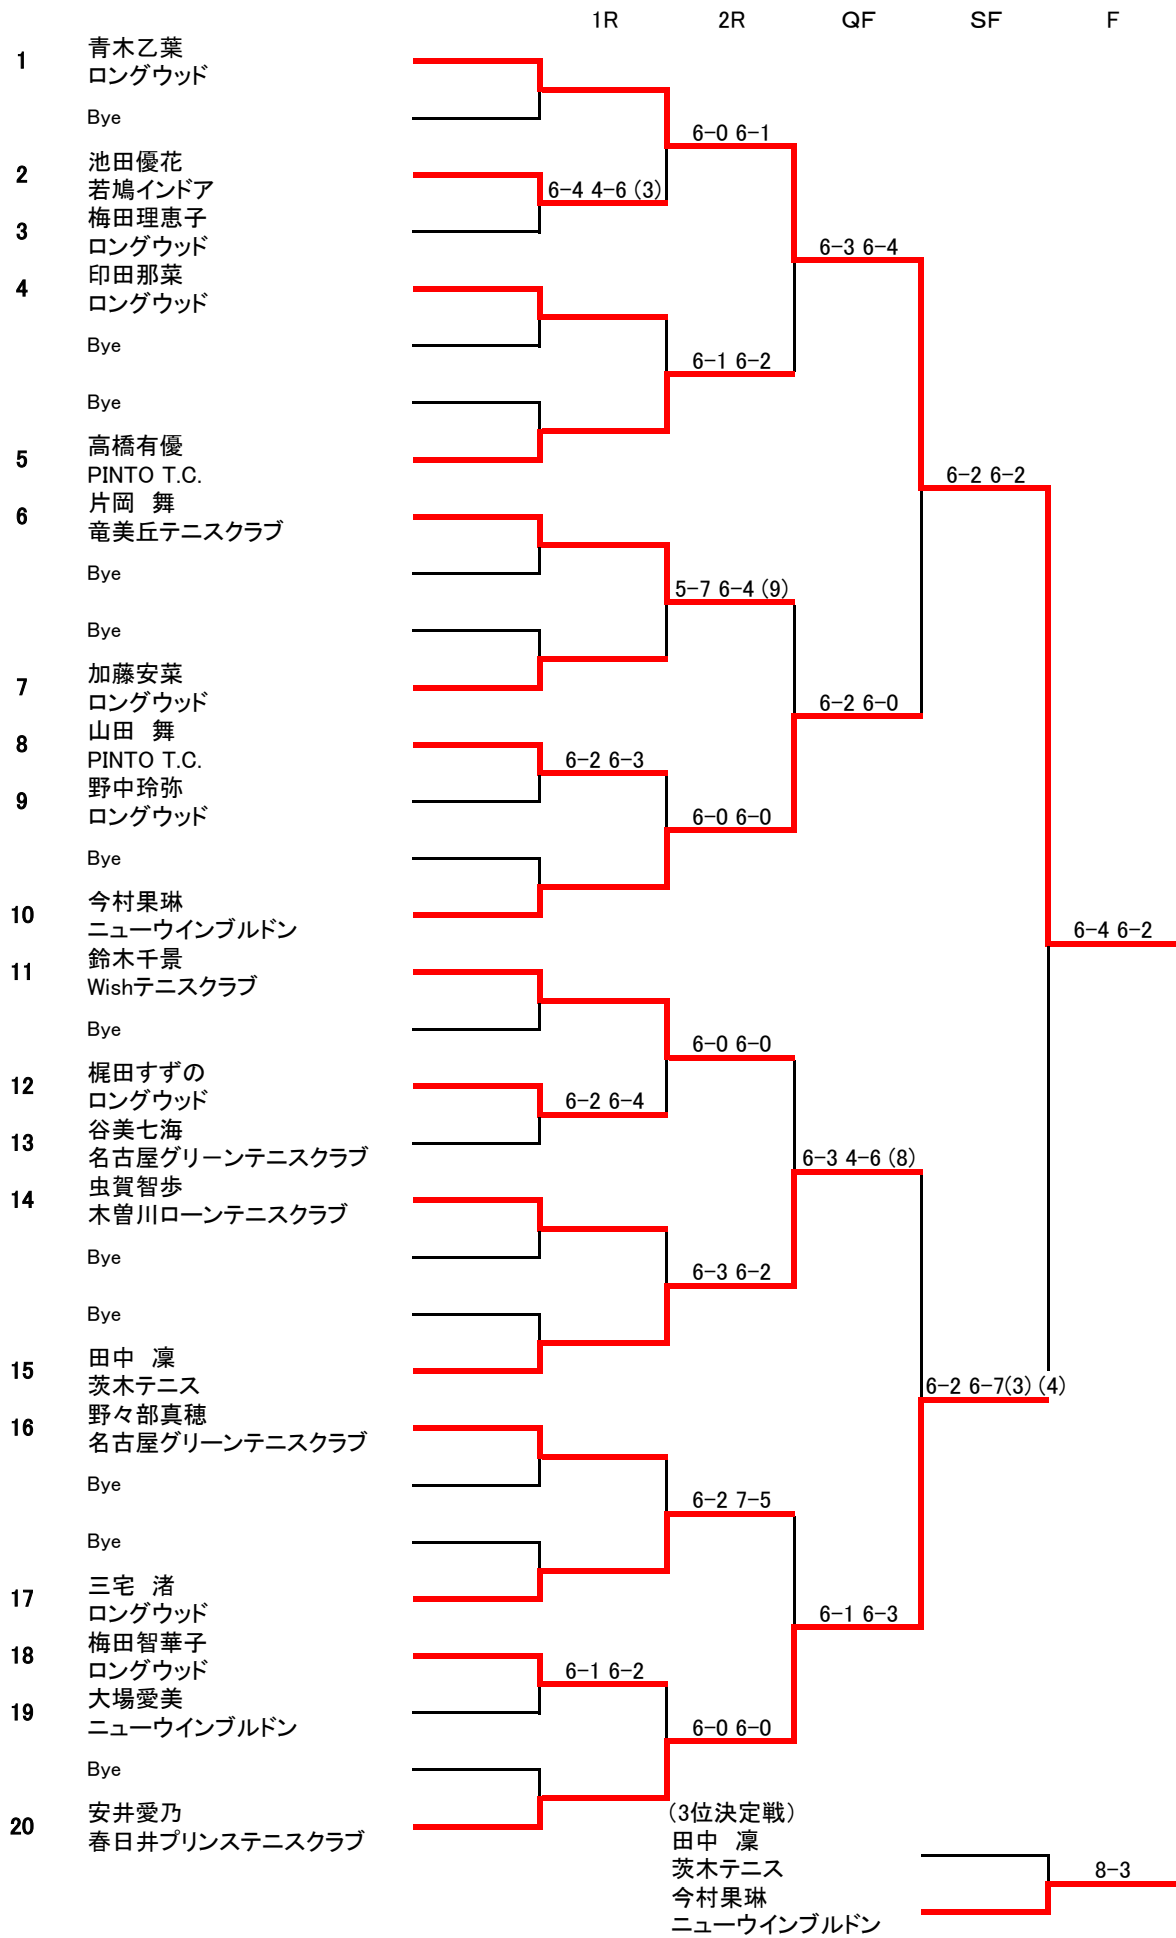 1R 2R QF SF F
1 青木乙葉
ロングウッド
Bye
6-0 6-1
2 池田優花
若鳩インドア 6-4 4-6 (3)
3 梅田理恵子
ロングウッド 6-3 6-4
4 印田那菜
ロングウッド
Bye
6-1 6-2
Bye
5 高橋有優
PINTO T.C. 6-2 6-2
6 片岡 舞
竜美丘テニスクラブ
Bye
5-7 6-4 (9)
Bye
7 加藤安菜
ロングウッド 6-2 6-0
8 山田 舞
PINTO T.C. 6-2 6-3
9 野中玲弥
ロングウッド 6-0 6-0
Bye
10 今村果琳
ニューウインブルドン 6-4 6-2
11 鈴木千景
Wishテニスクラブ
Bye
6-0 6-0
12 梶田すずの
ロングウッド 6-2 6-4
13 谷美七海
名古屋グリーンテニスクラブ 6-3 4-6 (8)
14 虫賀智歩
木曽川ローンテニスクラブ
Bye
6-3 6-2
Bye
15 田中 凜
茨木テニス 6-2 6-7(3) (4)
16 野々部真穂
名古屋グリーンテニスクラブ
Bye
6-2 7-5
Bye
17 三宅 渚
ロングウッド 6-1 6-3
18 梅田智華子
ロングウッド 6-1 6-2
19 大場愛美
ニューウインブルドン 6-0 6-0
Bye
20 安井愛乃
春日井プリンステニスクラブ
(3位決定戦)
田中 凜
茨木テニス 8-3
今村果琳
ニューウインブルドン